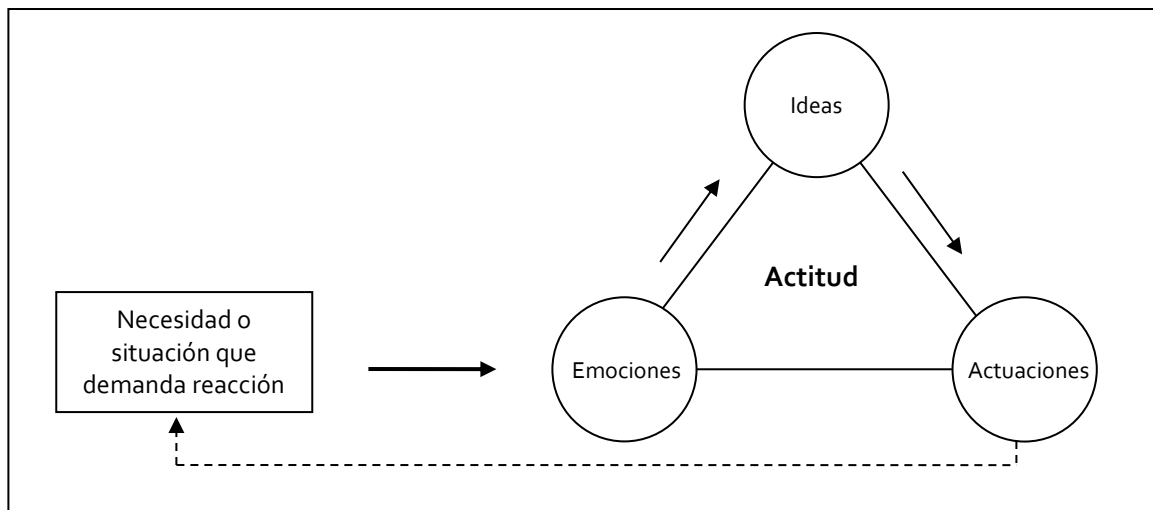 Ideas
Actitud
Necesidad o
situación que
demanda reacción
Emociones
Actuaciones